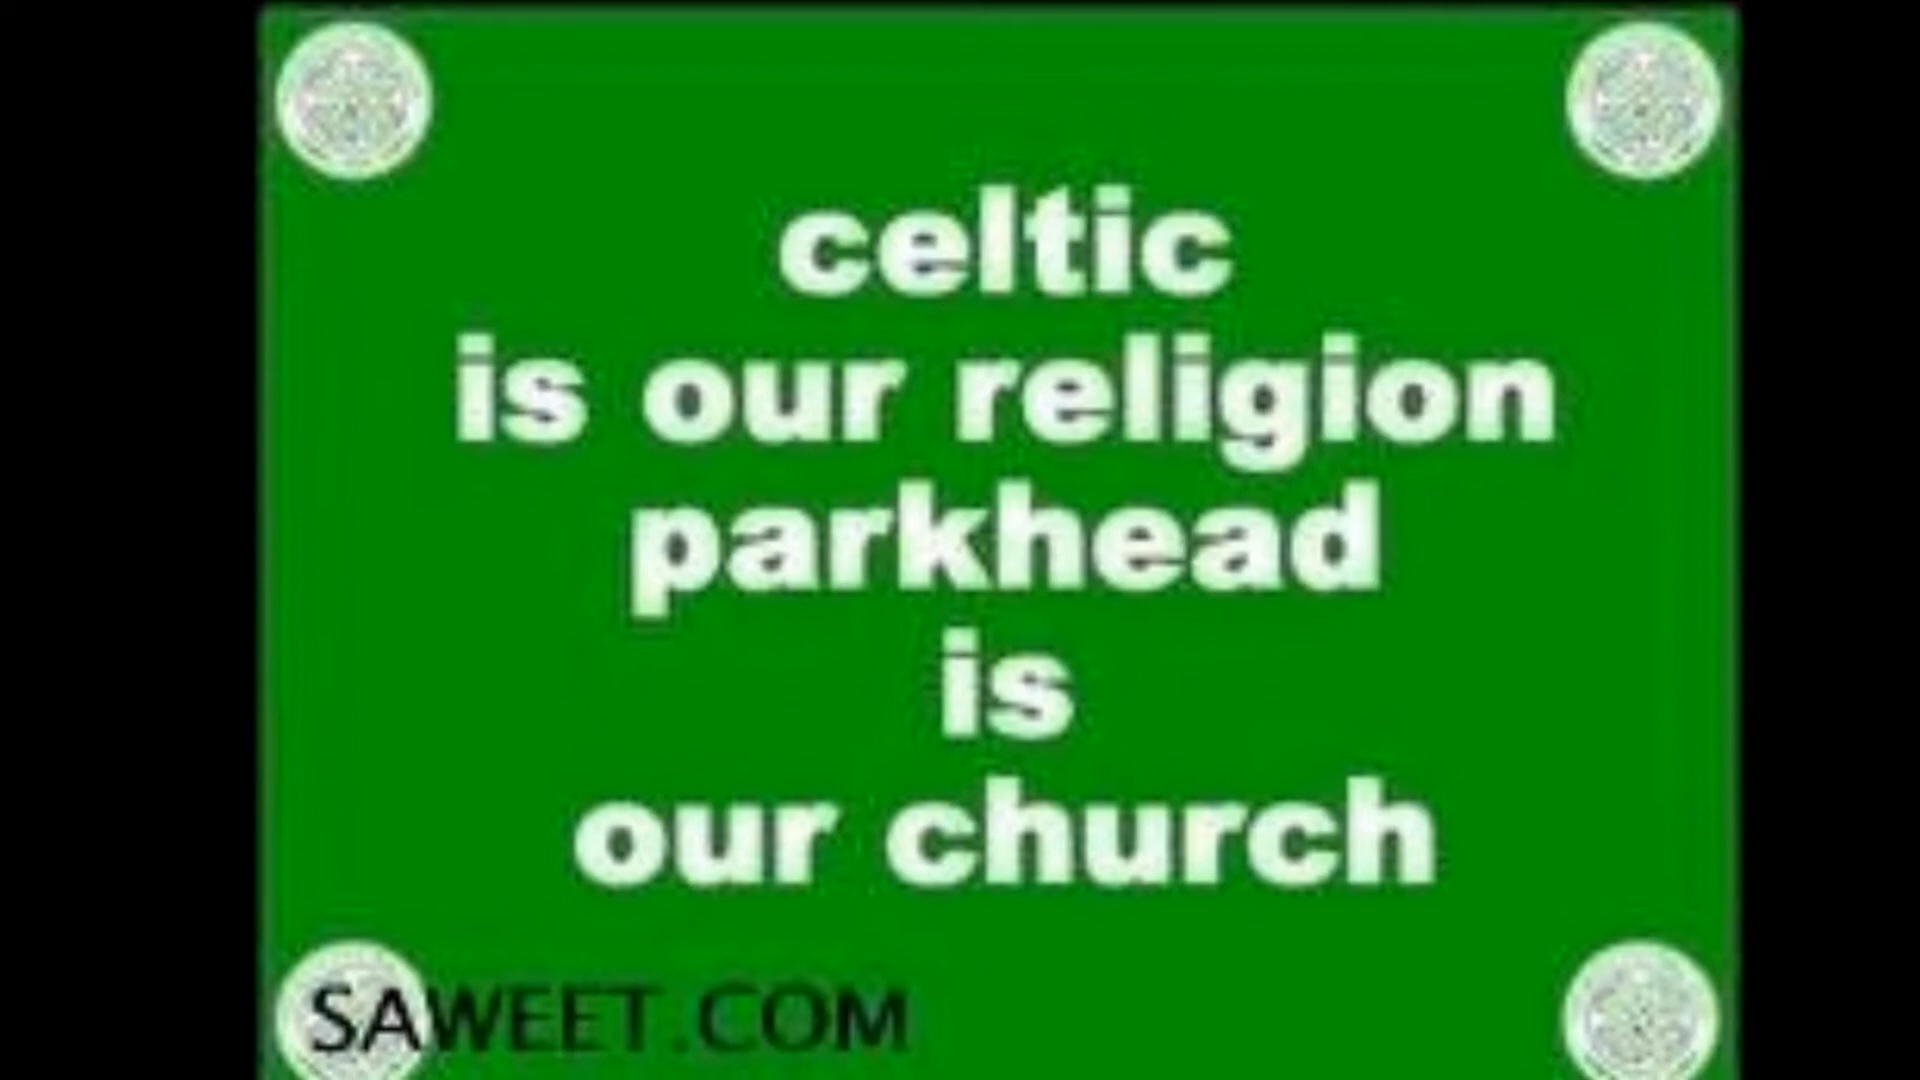 celtic
is our religion
parkhead
is
our church
SAWEET.COM